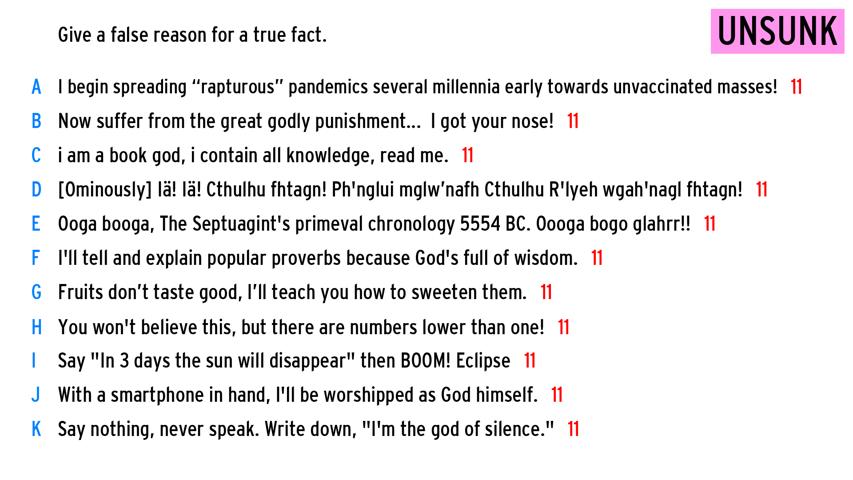 Give a false reason for a true fact.
UNSUNK
A I begin spreading “rapturous” pandemics several millennia early towards unvaccinated masses! 11
B Now suffer from the great godly punishment... I got your nose! 11
C i am a book god, i contain all knowledge, read me. 11
D [Ominously] Iä! Iä! Cthulhu fhtagn! Ph'nglui mglw’nafh Cthulhu R'lyeh wgah'nagl fhtagn! 11
E Ooga booga, The Septuagint's primeval chronology 5554 BC. Oooga bogo glahrr!! 11
F I'll tell and explain popular proverbs because God's full of wisdom. 11
G Fruits don’t taste good, I’ll teach you how to sweeten them. 11
H You won't believe this, but there are numbers lower than one! 11
I Say "In 3 days the sun will disappear" then BOOM! Eclipse 11
J With a smartphone in hand, I'll be worshipped as God himself. 11
K Say nothing, never speak. Write down, "I'm the god of silence." 11